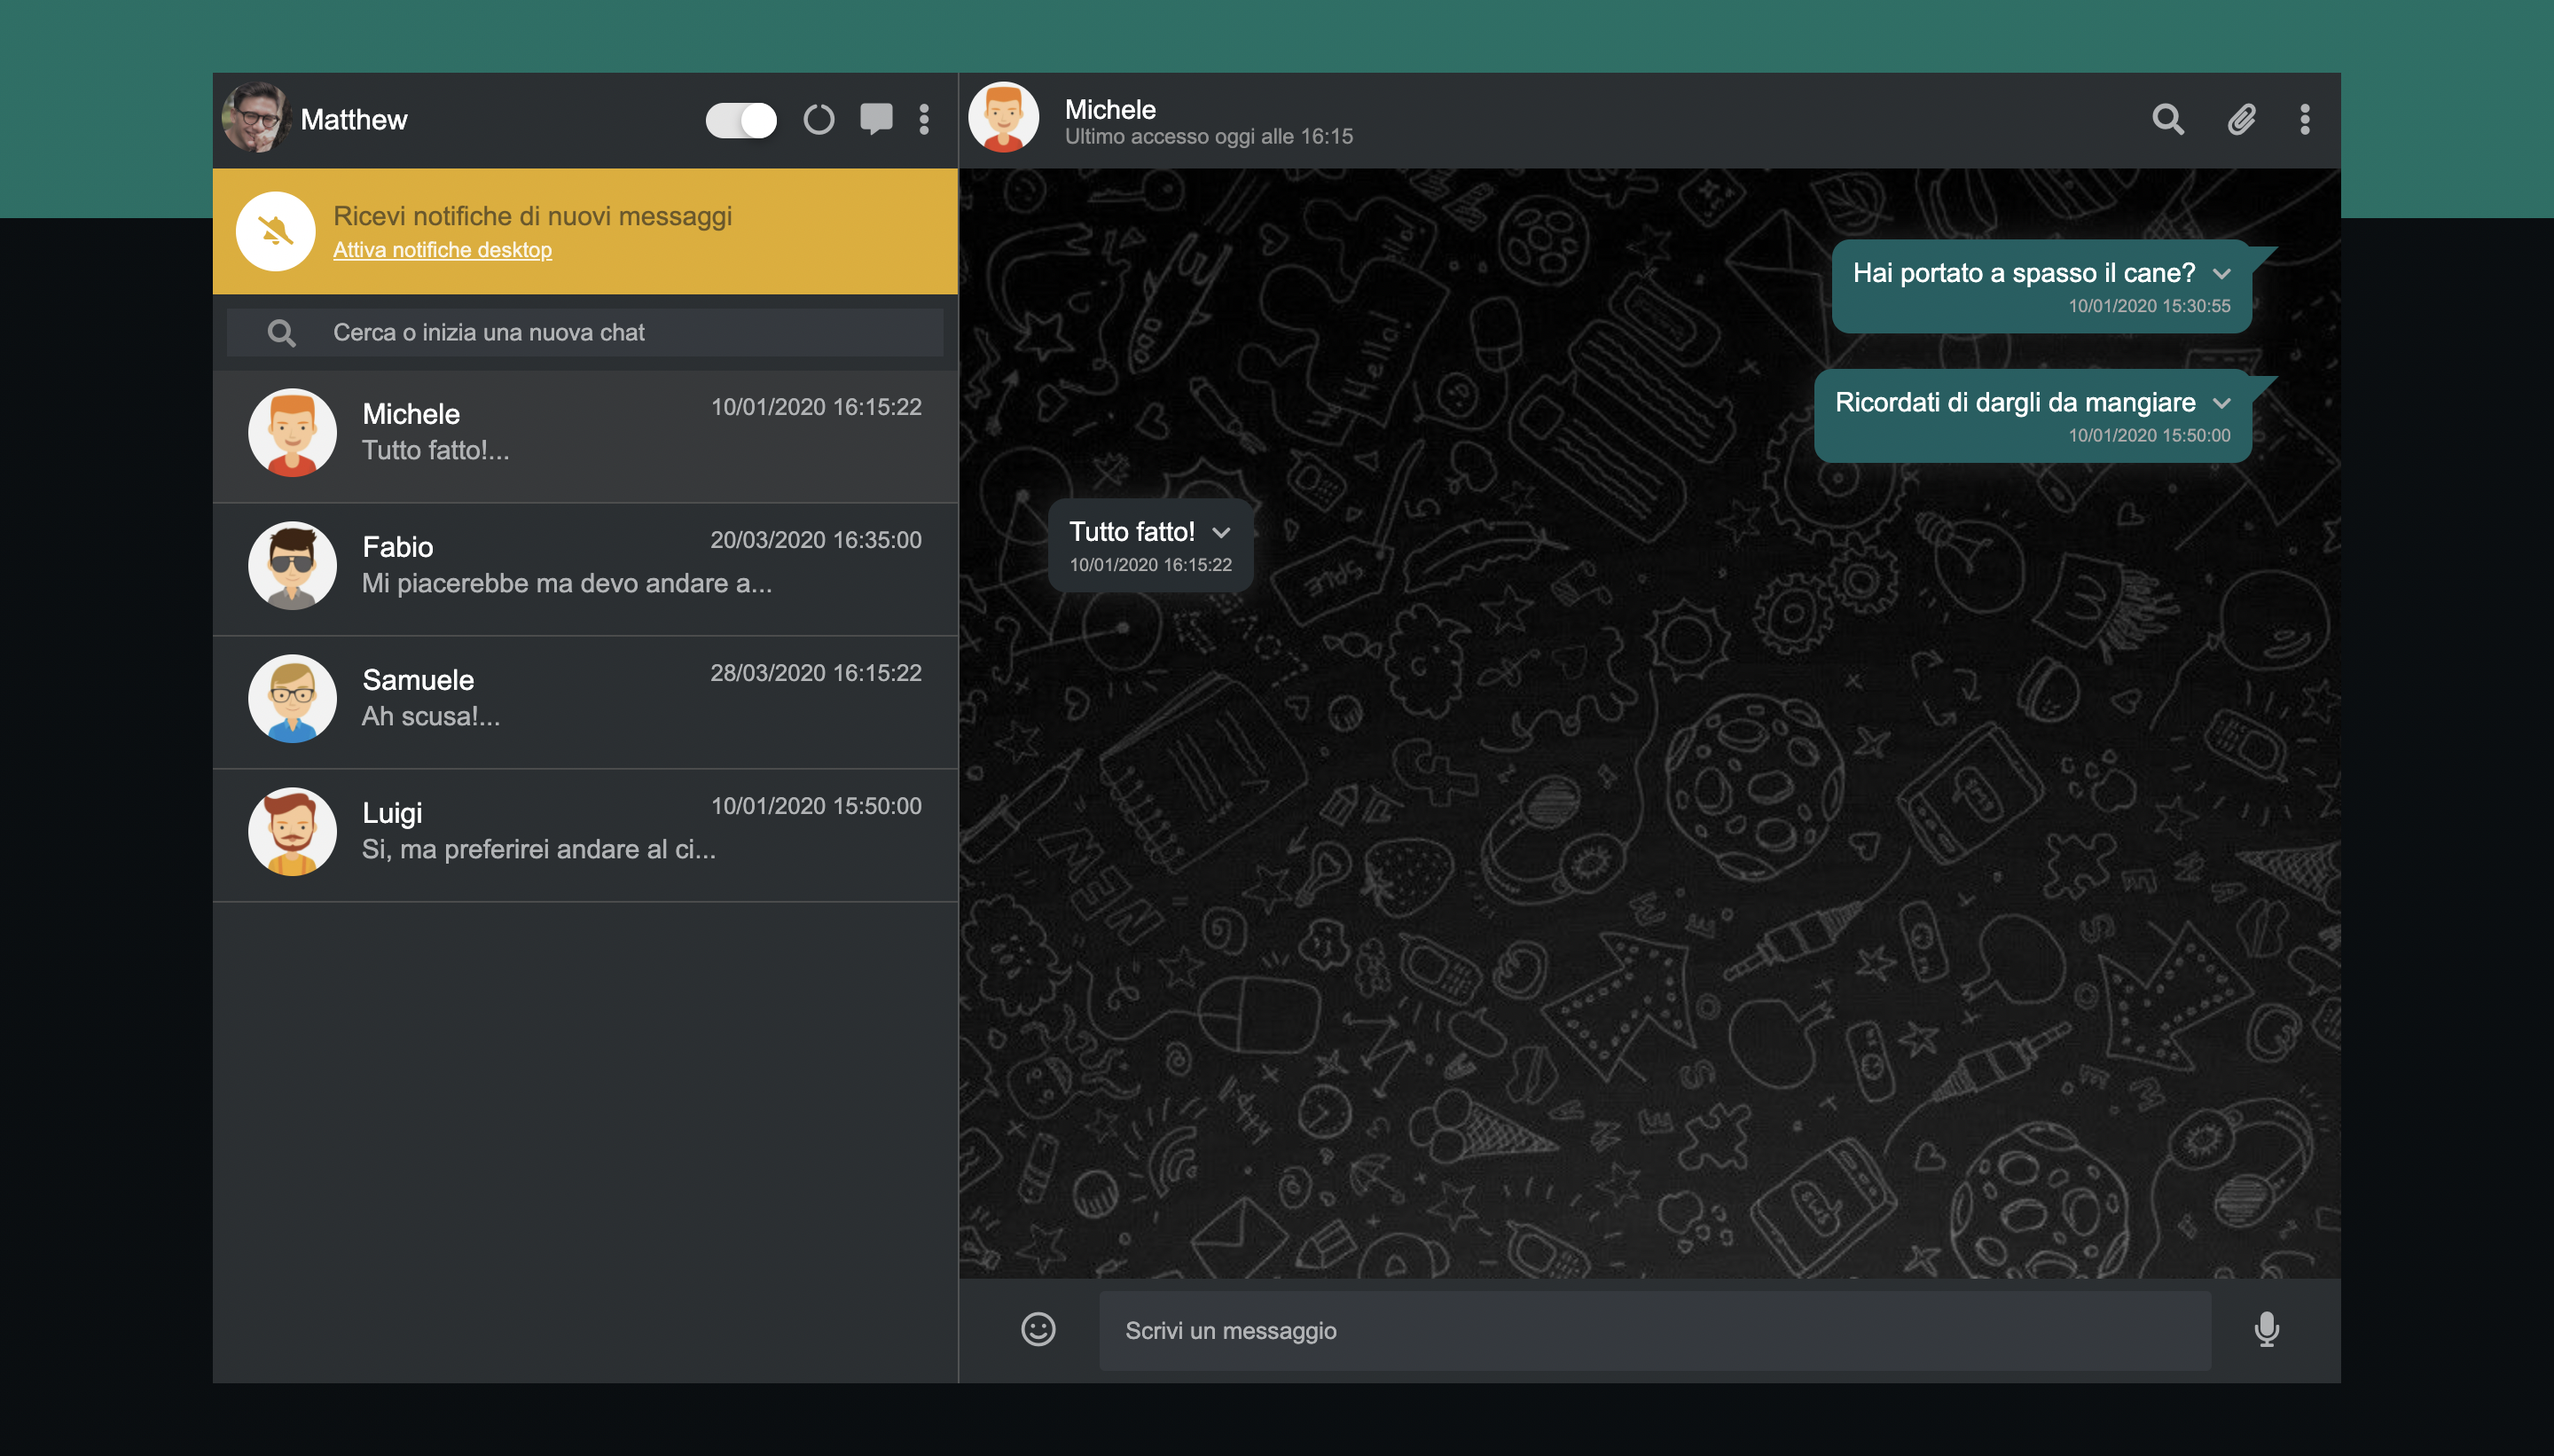 Matthew
Ricevi notifiche di nuovi messaggi
Attiva notifiche desktop
Cerca o inizia una nuova chat
Michele
10/01/2020 16:15:22
Tutto fatto!...
Fabio
20/03/2020 16:35:00
Mi piacerebbe ma devo andare a...
Samuele
28/03/2020 16:15:22
Ah scusa!...
Luigi
10/01/2020 15:50:00
Si, ma preferirei andare al ci...
Michele
Ultimo accesso oggi alle 16:15
Hai portato a spasso il cane?
10/01/2020 15:30:55
Ricordati di dargli da mangiare
10/01/2020 15:50:00
Tutto fatto!
10/01/2020 16:15:22
Hello!
Hello!
SALE
MEN
Scrivi un messaggio